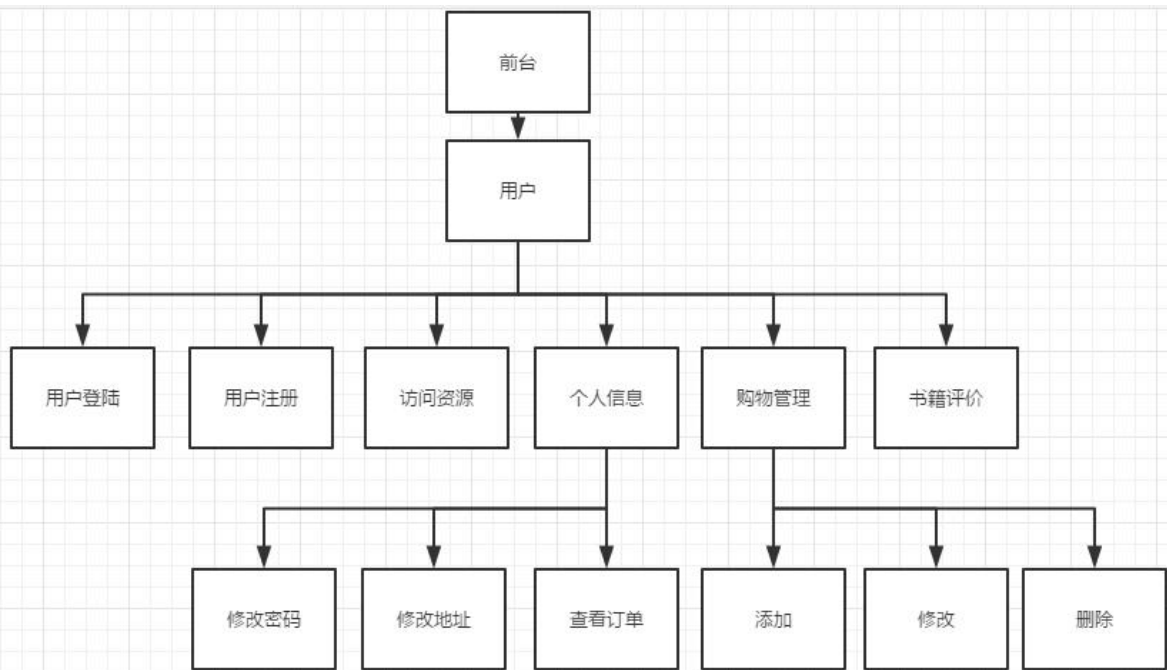 前台
用户
用户登陆
用户注册
访问资源
个人信息
购物管理
书籍评价
修改密码
修改地址
查看订单
添加
修改
删除